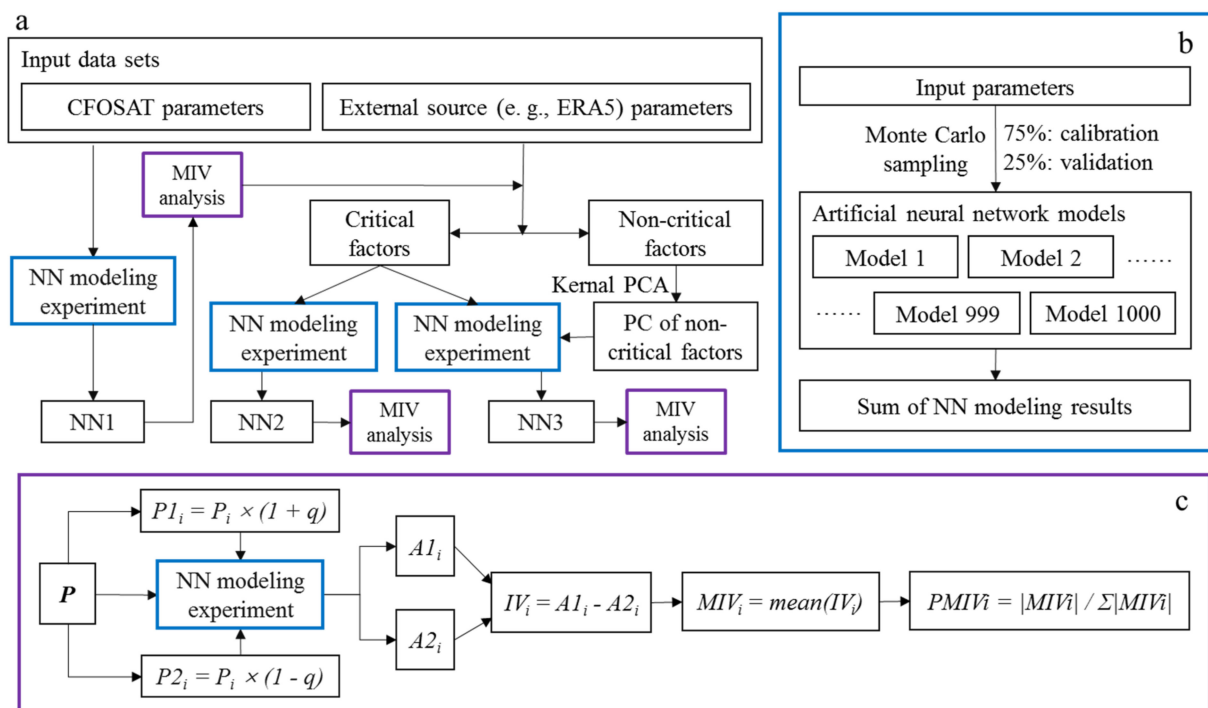 a
Input data sets
CFOSAT parameters
External source (e. g., ERA5) parameters
MIV
analysis
Critical
factors
Non-critical
factors
NN modeling
experiment
Kernal PCA
NN modeling
experiment
NN modeling
experiment
PC of non-
critical factors
NN1
NN2
MIV
analysis
NN3
MIV
analysis
b
Input parameters
Monte Carlo
sampling
75%: calibration
25%: validation
Artificial neural network models
Model 1
Model 2
......
......
Model 999
Model 1000
Sum of NN modeling results
c
P1i = Pi × (1 + q)
P
NN modeling
experiment
P2i = Pi × (1 - q)
A1i
A2i
IVi = A1i - A2i
MIVi = mean(IVi)
PMIVi = |MIVi| / Σ|MIVi|